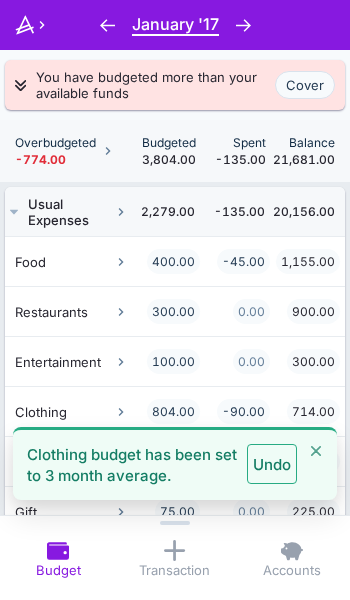 January '17
You have budgeted more than your
available funds
Cover
Overbudgeted Budgeted Spent Balance
-774.00 3,804.00 -135.00 21,681.00
Usual
Expenses 2,279.00 -135.00 20,156.00
Food 400.00 -45.00 1,155.00
Restaurants 300.00 0.00 900.00
Entertainment 100.00 0.00 300.00
Clothing 804.00 -90.00 714.00
Clothing budget has been set
to 3 month average.
Undo
Gift 75.00 0.00 225.00
Budget Transaction Accounts